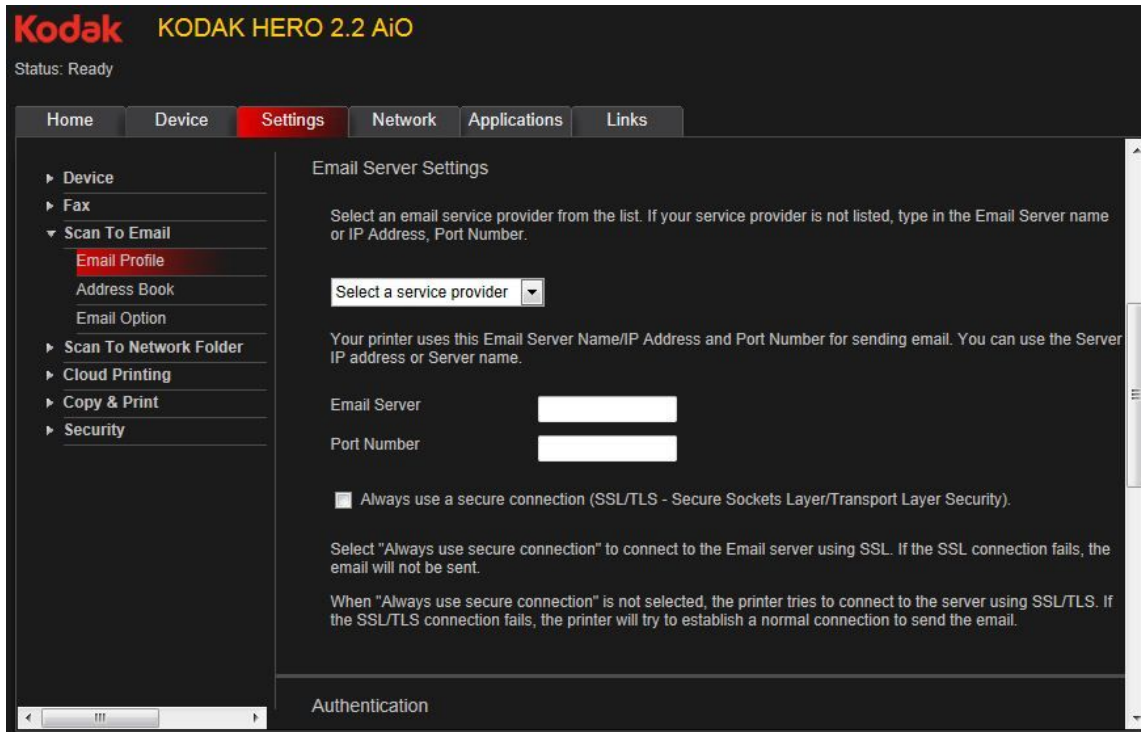 Kodak KODAK HERO 2.2 AiO
Status: Ready
Home Device Settings Network Applications Links
Device
Fax
Scan To Email
Email Profile
Address Book
Email Option
Scan To Network Folder
Cloud Printing
Copy & Print
Security
Email Server Settings
Select an email service provider from the list. If your service provider is not listed, type in the Email Server name
or IP Address, Port Number.
Select a service provider
Your printer uses this Email Server Name/IP Address and Port Number for sending email. You can use the Server
IP address or Server name.
Email Server
Port Number
Always use a secure connection (SSL/TLS - Secure Sockets Layer/Transport Layer Security).
Select "Always use secure connection" to connect to the Email server using SSL. If the SSL connection fails, the
email will not be sent.
When "Always use secure connection" is not selected, the printer tries to connect to the server using SSL/TLS. If
the SSL/TLS connection fails, the printer will try to establish a normal connection to send the email.
Authentication